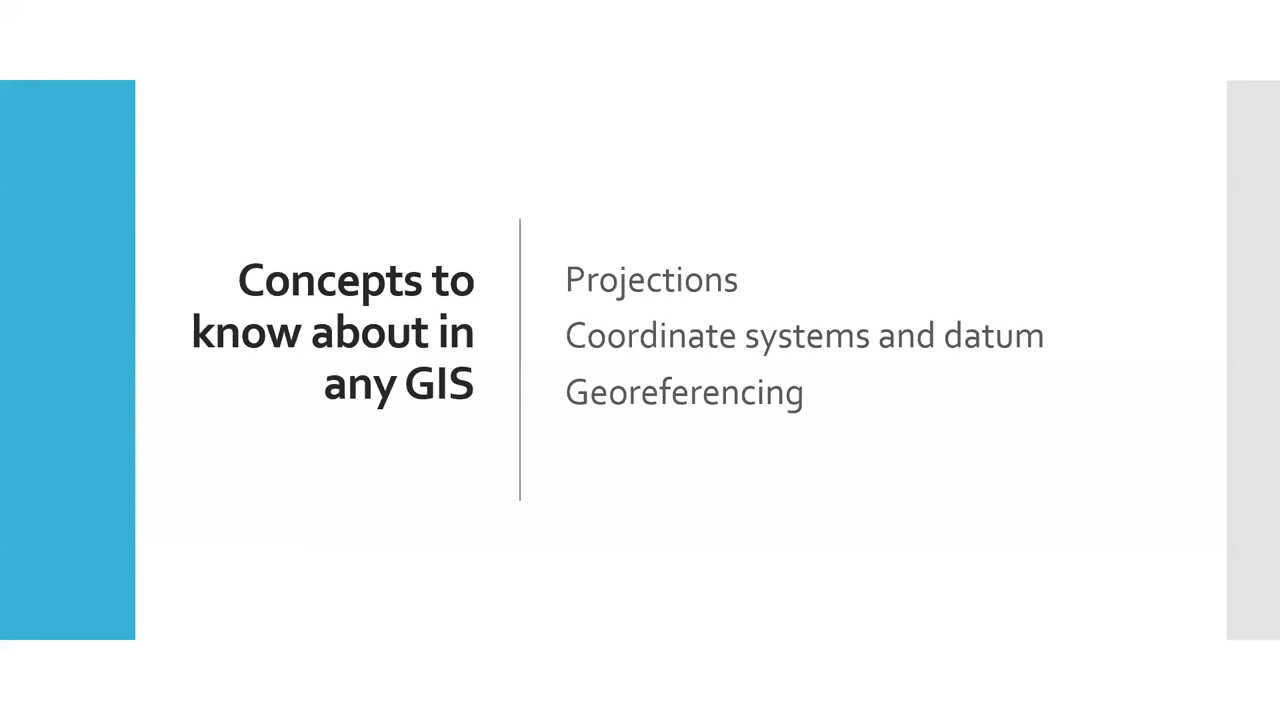 Concepts to
know about in
any GIS
Projections
Coordinate systems and datum
Georeferencing